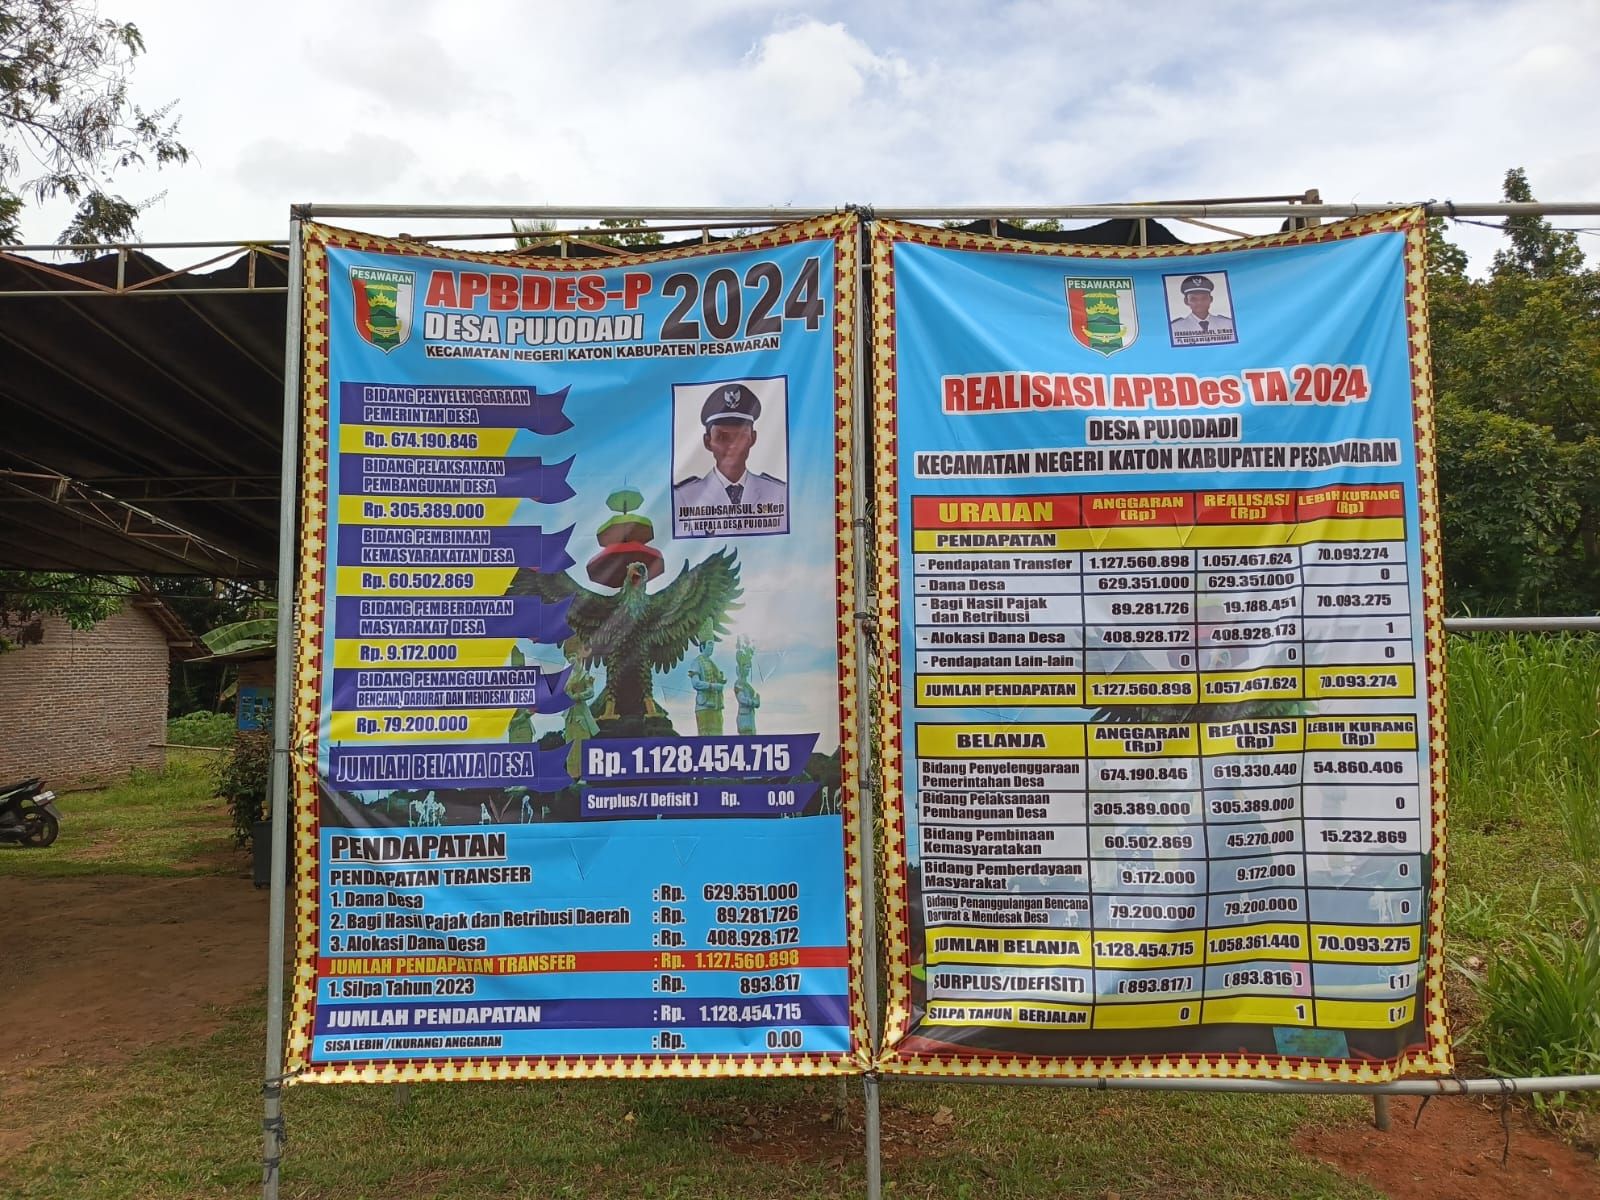 PESAWARAN
APBDES-P 2024
DESA PUJODADI
KECAMATAN NEGERI KATON KABUPATEN PESAWARAN
BIDANG PENYELENGGARAAN
PEMERINTAH DESA
Rp. 674.190.846
BIDANG PELAKSANAAN
PEMBANGUNAN DESA
Rp. 305.389.000
BIDANG PEMBINAAN
KEMASYARAKATAN DESA
Rp. 60.502.869
BIDANG PEMBERDAYAAN
MASYARAKAT DESA
Rp. 9.172.000
BIDANG PENANGGULANGAN
BENCANA, DARURAT DAN MENDESAK DESA
Rp. 79.200.000
JUNAEDI SAMSUL, S.Kep
PJ. KEPALA DESA PUJODADI
JUMLAH BELANJA DESA Rp. 1.128.454.715
Surplus/( Defisit ) Rp. 0,00
PENDAPATAN
PENDAPATAN TRANSFER
1. Dana Desa : Rp. 629.351.000
2. Bagi Hasil Pajak dan Retribusi Daerah : Rp. 89.281.726
3. Alokasi Dana Desa : Rp. 408.928.172
JUMLAH PENDAPATAN TRANSFER : Rp. 1.127.560.898
1. Silpa Tahun 2023 : Rp. 893.817
JUMLAH PENDAPATAN : Rp. 1.128.454.715
SISA LEBIH /(KURANG) ANGGARAN : Rp. 0.00
PESAWARAN
JUNAEDI SAMSUL, S.Kep
PJ. KEPALA DESA PUJODADI
REALISASI APBDes TA 2024
DESA PUJODADI
KECAMATAN NEGERI KATON KABUPATEN PESAWARAN
URAIAN ANGGARAN (Rp) REALISASI (Rp) LEBIH KURANG (Rp)
PENDAPATAN
- Pendapatan Transfer 1.127.560.898 1.057.467.624 70.093.274
- Dana Desa 629.351.000 629.351.000 0
- Bagi Hasil Pajak
dan Retribusi 89.281.726 19.188.451 70.093.275
- Alokasi Dana Desa 408.928.172 408.928.173 1
- Pendapatan Lain-lain 0 0 0
JUMLAH PENDAPATAN 1.127.560.898 1.057.467.624 70.093.274
BELANJA ANGGARAN (Rp) REALISASI (Rp) LEBIH KURANG (Rp)
Bidang Penyelenggaraan
Pemerintahan Desa 674.190.846 619.330.440 54.860.406
Bidang Pelaksanaan
Pembangunan Desa 305.389.000 305.389.000 0
Bidang Pembinaan
Kemasyaratakan 60.502.869 45.270.000 15.232.869
Bidang Pemberdayaan
Masyarakat 9.172.000 9.172.000 0
Bidang Penanggulangan Bencana
Darurat & Mendesak Desa 79.200.000 79.200.000 0
JUMLAH BELANJA 1.128.454.715 1.058.361.440 70.093.275
SURPLUS/(DEFISIT) (893.817) (893.816) (1)
SILPA TAHUN BERJALAN 0 1 (1)